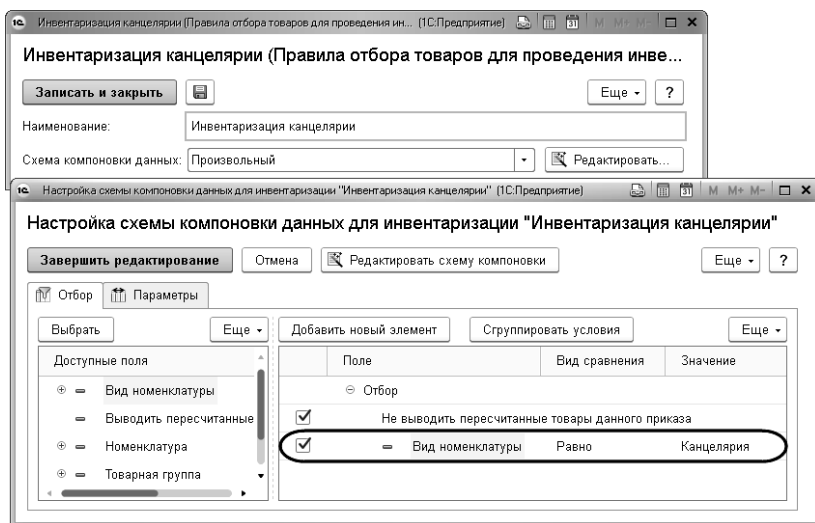 Инвентаризация канцелярии (Правила отбора товаров для проведения ин... (1С:Предприятие) 31 M M+ M-
Инвентаризация канцелярии (Правила отбора товаров для проведения инве...
Записать и закрыть Еще ?
Наименование: Инвентаризация канцелярии
Схема компоновки данных: Произвольный Редактировать...
Настройка схемы компоновки данных для инвентаризации "Инвентаризация канцелярии" (1С:Предприятие) 31 M M+ M-
Настройка схемы компоновки данных для инвентаризации "Инвентаризация канцелярии"
Завершить редактирование Отмена Редактировать схему компоновки Еще ?
Отбор Параметры
Выбрать Еще Добавить новый элемент Сгруппировать условия Еще
Доступные поля Поле Вид сравнения Значение
Вид номенклатуры Отбор
Выводить пересчитанные Не выводить пересчитанные товары данного приказа
Номенклатура Вид номенклатуры Равно Канцелярия
Товарная группа